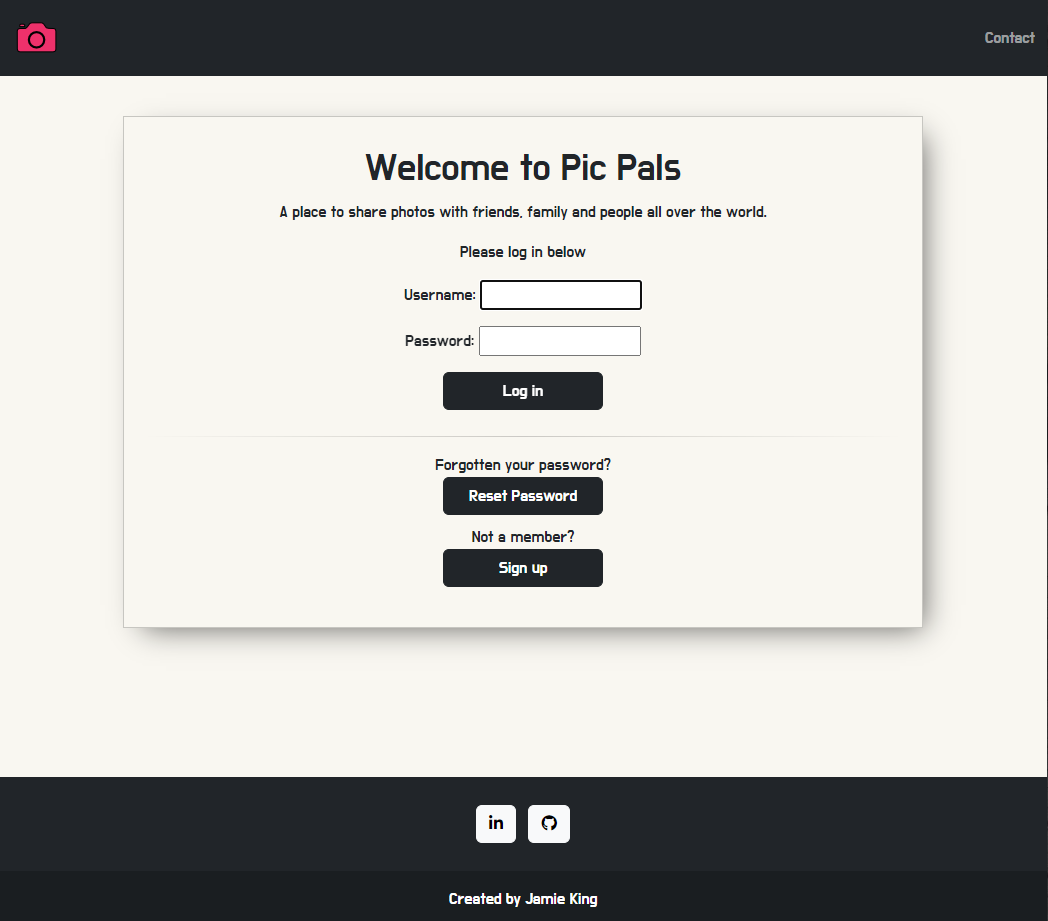 Contact
Welcome to Pic Pals
A place to share photos with friends, family and people all over the world.
Please log in below
Username:
Password:
Log in
Forgotten your password?
Reset Password
Not a member?
Sign up
in
Created by Jamie King